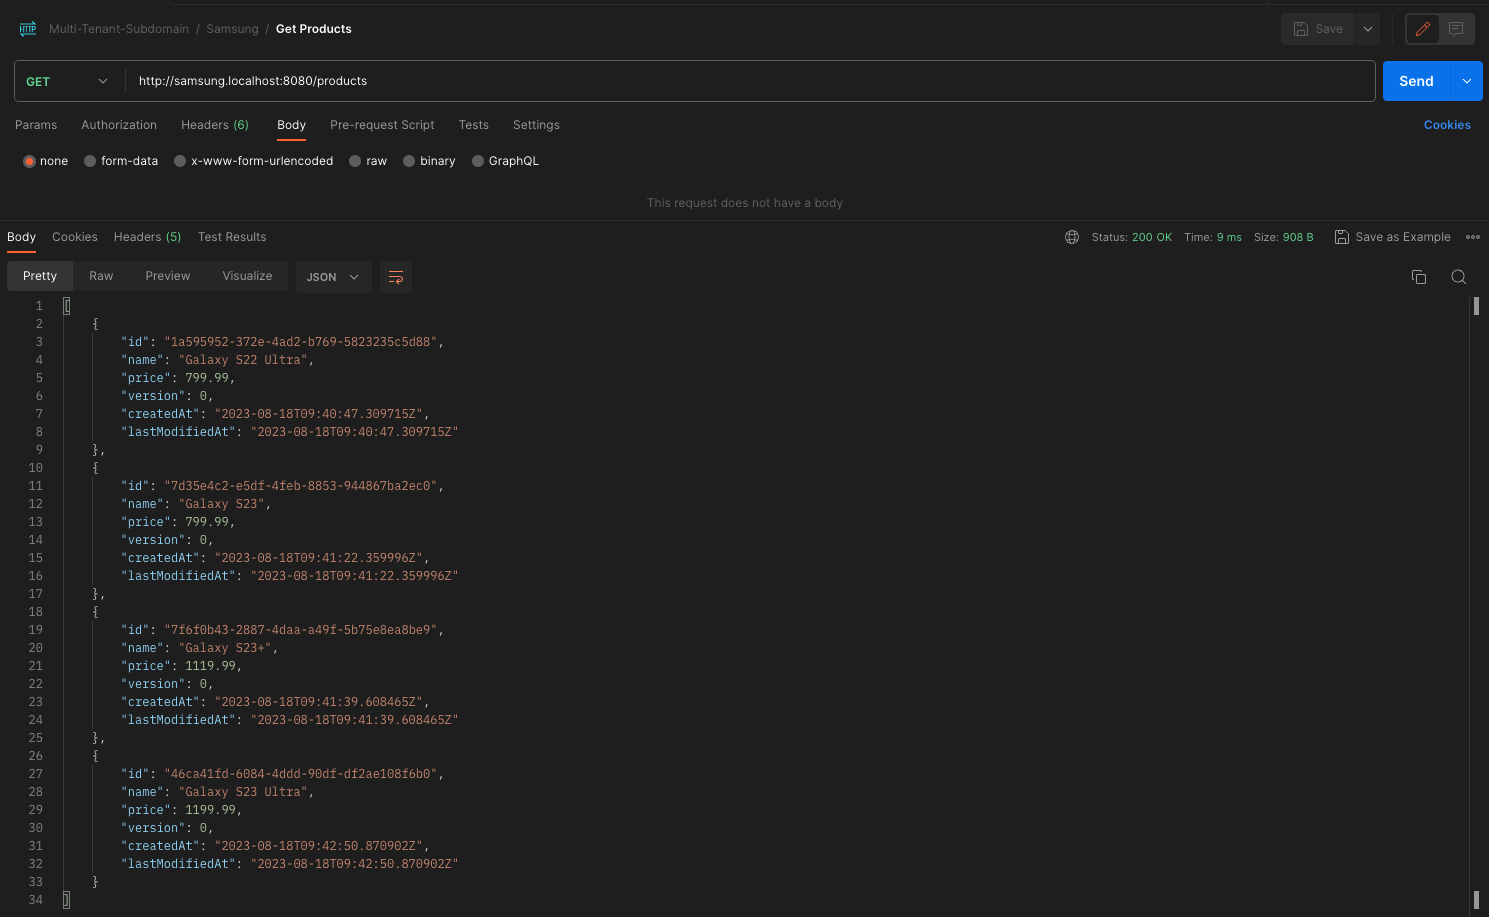 HTTP Multi-Tenant-Subdomain / Samsung / Get Products Save
GET http://samsung.localhost:8080/products Send
Params Authorization Headers (6) Body Pre-request Script Tests Settings Cookies
none form-data x-www-form-urlencoded raw binary GraphQL
This request does not have a body
Body Cookies Headers (5) Test Results Status: 200 OK Time: 9 ms Size: 908 B Save as Example
Pretty Raw Preview Visualize JSON
1 [
2 {
3 "id": "1a595952-372e-4ad2-b769-5823235c5d88",
4 "name": "Galaxy S22 Ultra",
5 "price": 799.99,
6 "version": 0,
7 "createdAt": "2023-08-18T09:40:47.309715Z",
8 "lastModifiedAt": "2023-08-18T09:40:47.309715Z"
9 },
10 {
11 "id": "7d35e4c2-e5df-4feb-8853-944867ba2ec0",
12 "name": "Galaxy S23",
13 "price": 799.99,
14 "version": 0,
15 "createdAt": "2023-08-18T09:41:22.359996Z",
16 "lastModifiedAt": "2023-08-18T09:41:22.359996Z"
17 },
18 {
19 "id": "7f6f0b43-2887-4daa-a49f-5b75e8ea8be9",
20 "name": "Galaxy S23+",
21 "price": 1119.99,
22 "version": 0,
23 "createdAt": "2023-08-18T09:41:39.608465Z",
24 "lastModifiedAt": "2023-08-18T09:41:39.608465Z"
25 },
26 {
27 "id": "46ca41fd-6084-4ddd-90df-df2ae108f6b0",
28 "name": "Galaxy S23 Ultra",
29 "price": 1199.99,
30 "version": 0,
31 "createdAt": "2023-08-18T09:42:50.870902Z",
32 "lastModifiedAt": "2023-08-18T09:42:50.870902Z"
33 }
34 ]